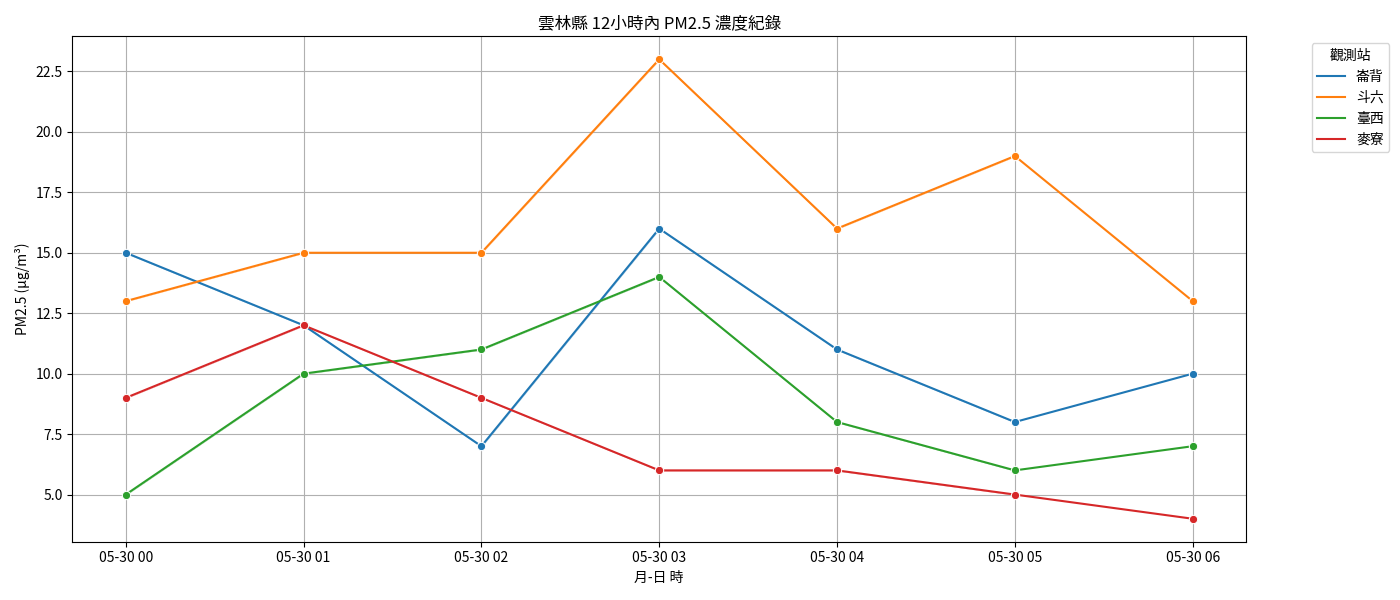 雲林縣 12小時內 PM2.5 濃度紀錄
觀測站
崙背
斗六
臺西
麥寮
PM2.5 (μg/m³)
22.5
20.0
17.5
15.0
12.5
10.0
7.5
5.0
05-30 00
05-30 01
05-30 02
05-30 03
05-30 04
05-30 05
05-30 06
月-日 時